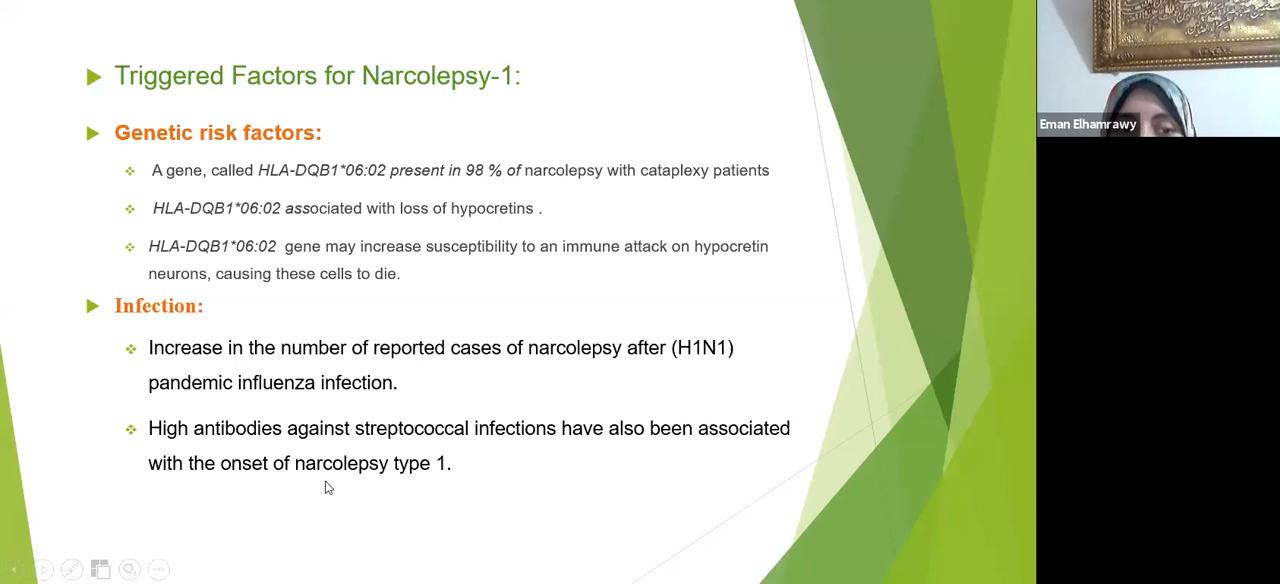 Triggered Factors for Narcolepsy-1:
Genetic risk factors:
A gene, called HLA-DQB1*06:02 present in 98 % of narcolepsy with cataplexy patients
HLA-DQB1*06:02 associated with loss of hypocretins .
HLA-DQB1*06:02 gene may increase susceptibility to an immune attack on hypocretin
neurons, causing these cells to die.
Infection:
Increase in the number of reported cases of narcolepsy after (H1N1)
pandemic influenza infection.
High antibodies against streptococcal infections have also been associated
with the onset of narcolepsy type 1.
Eman Elhamrawy